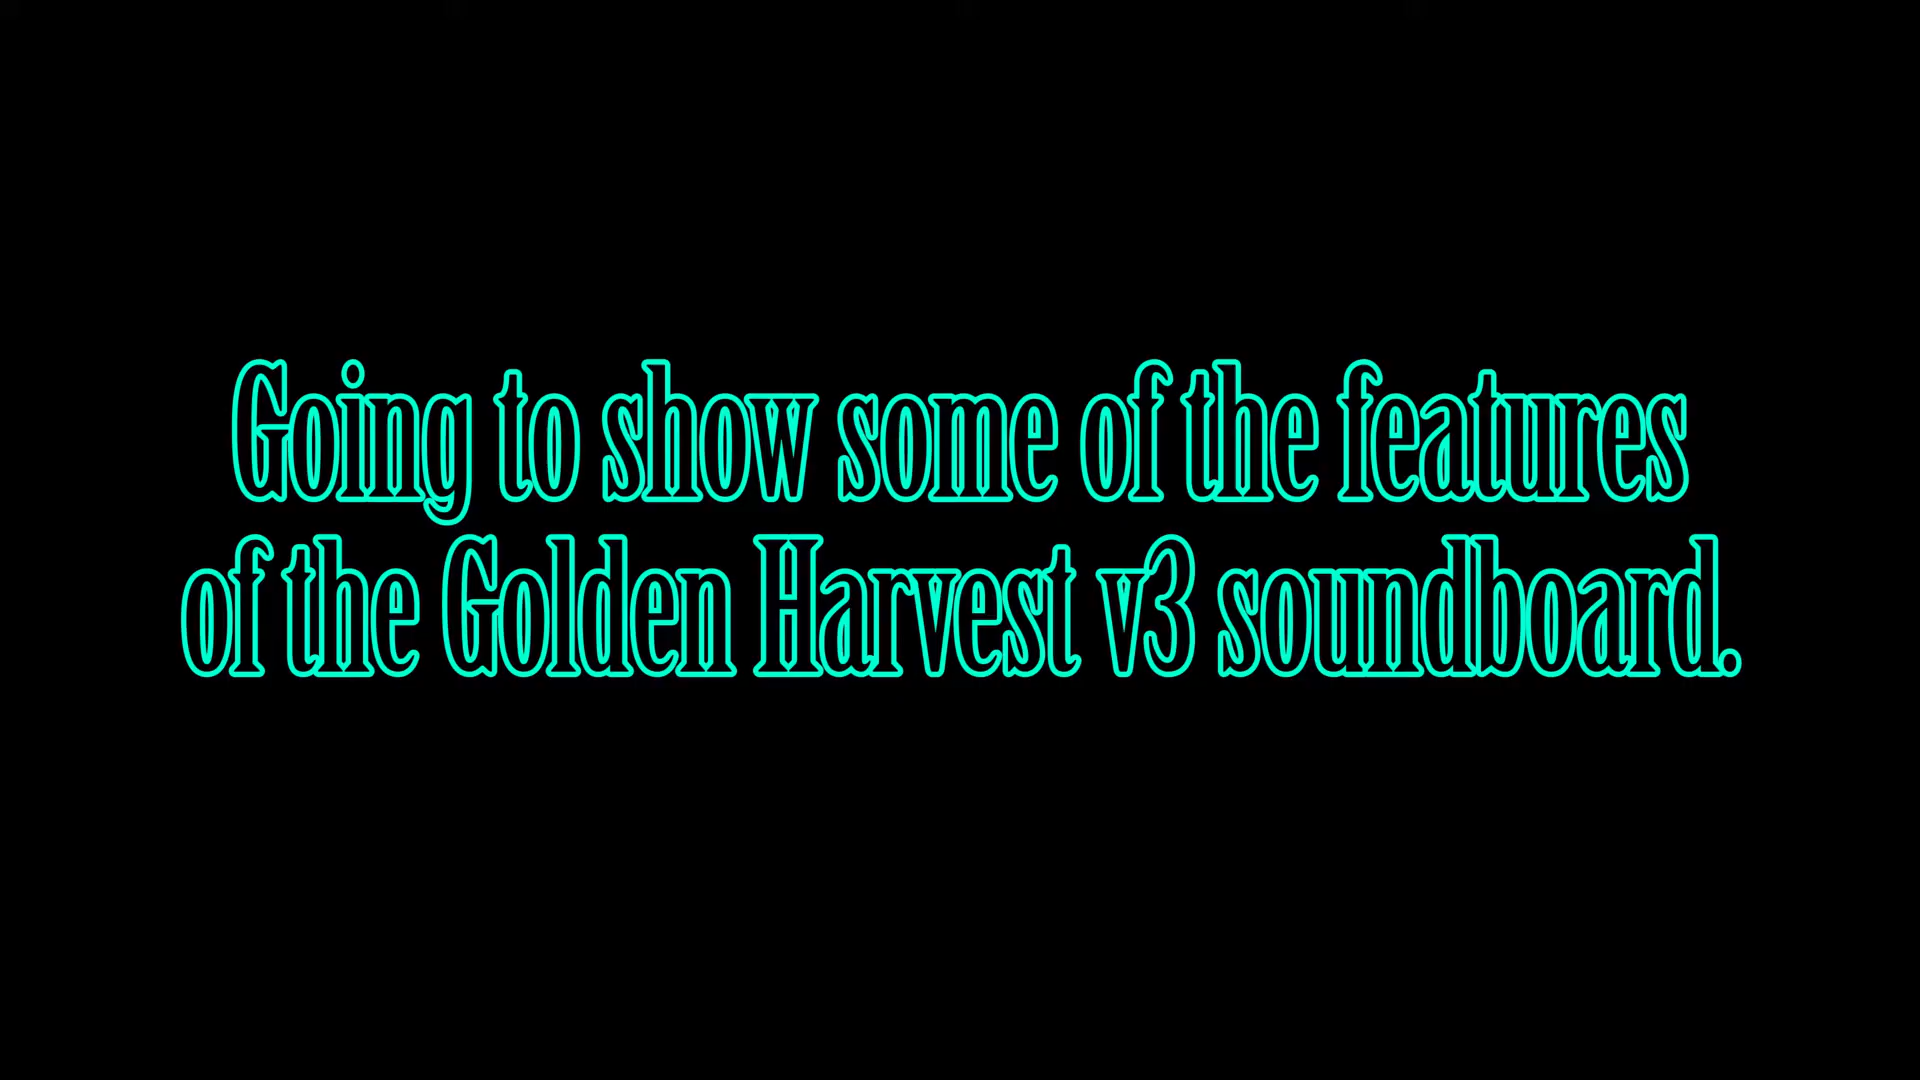 Going to show some of the features
of the Golden Harvest v3 soundboard.